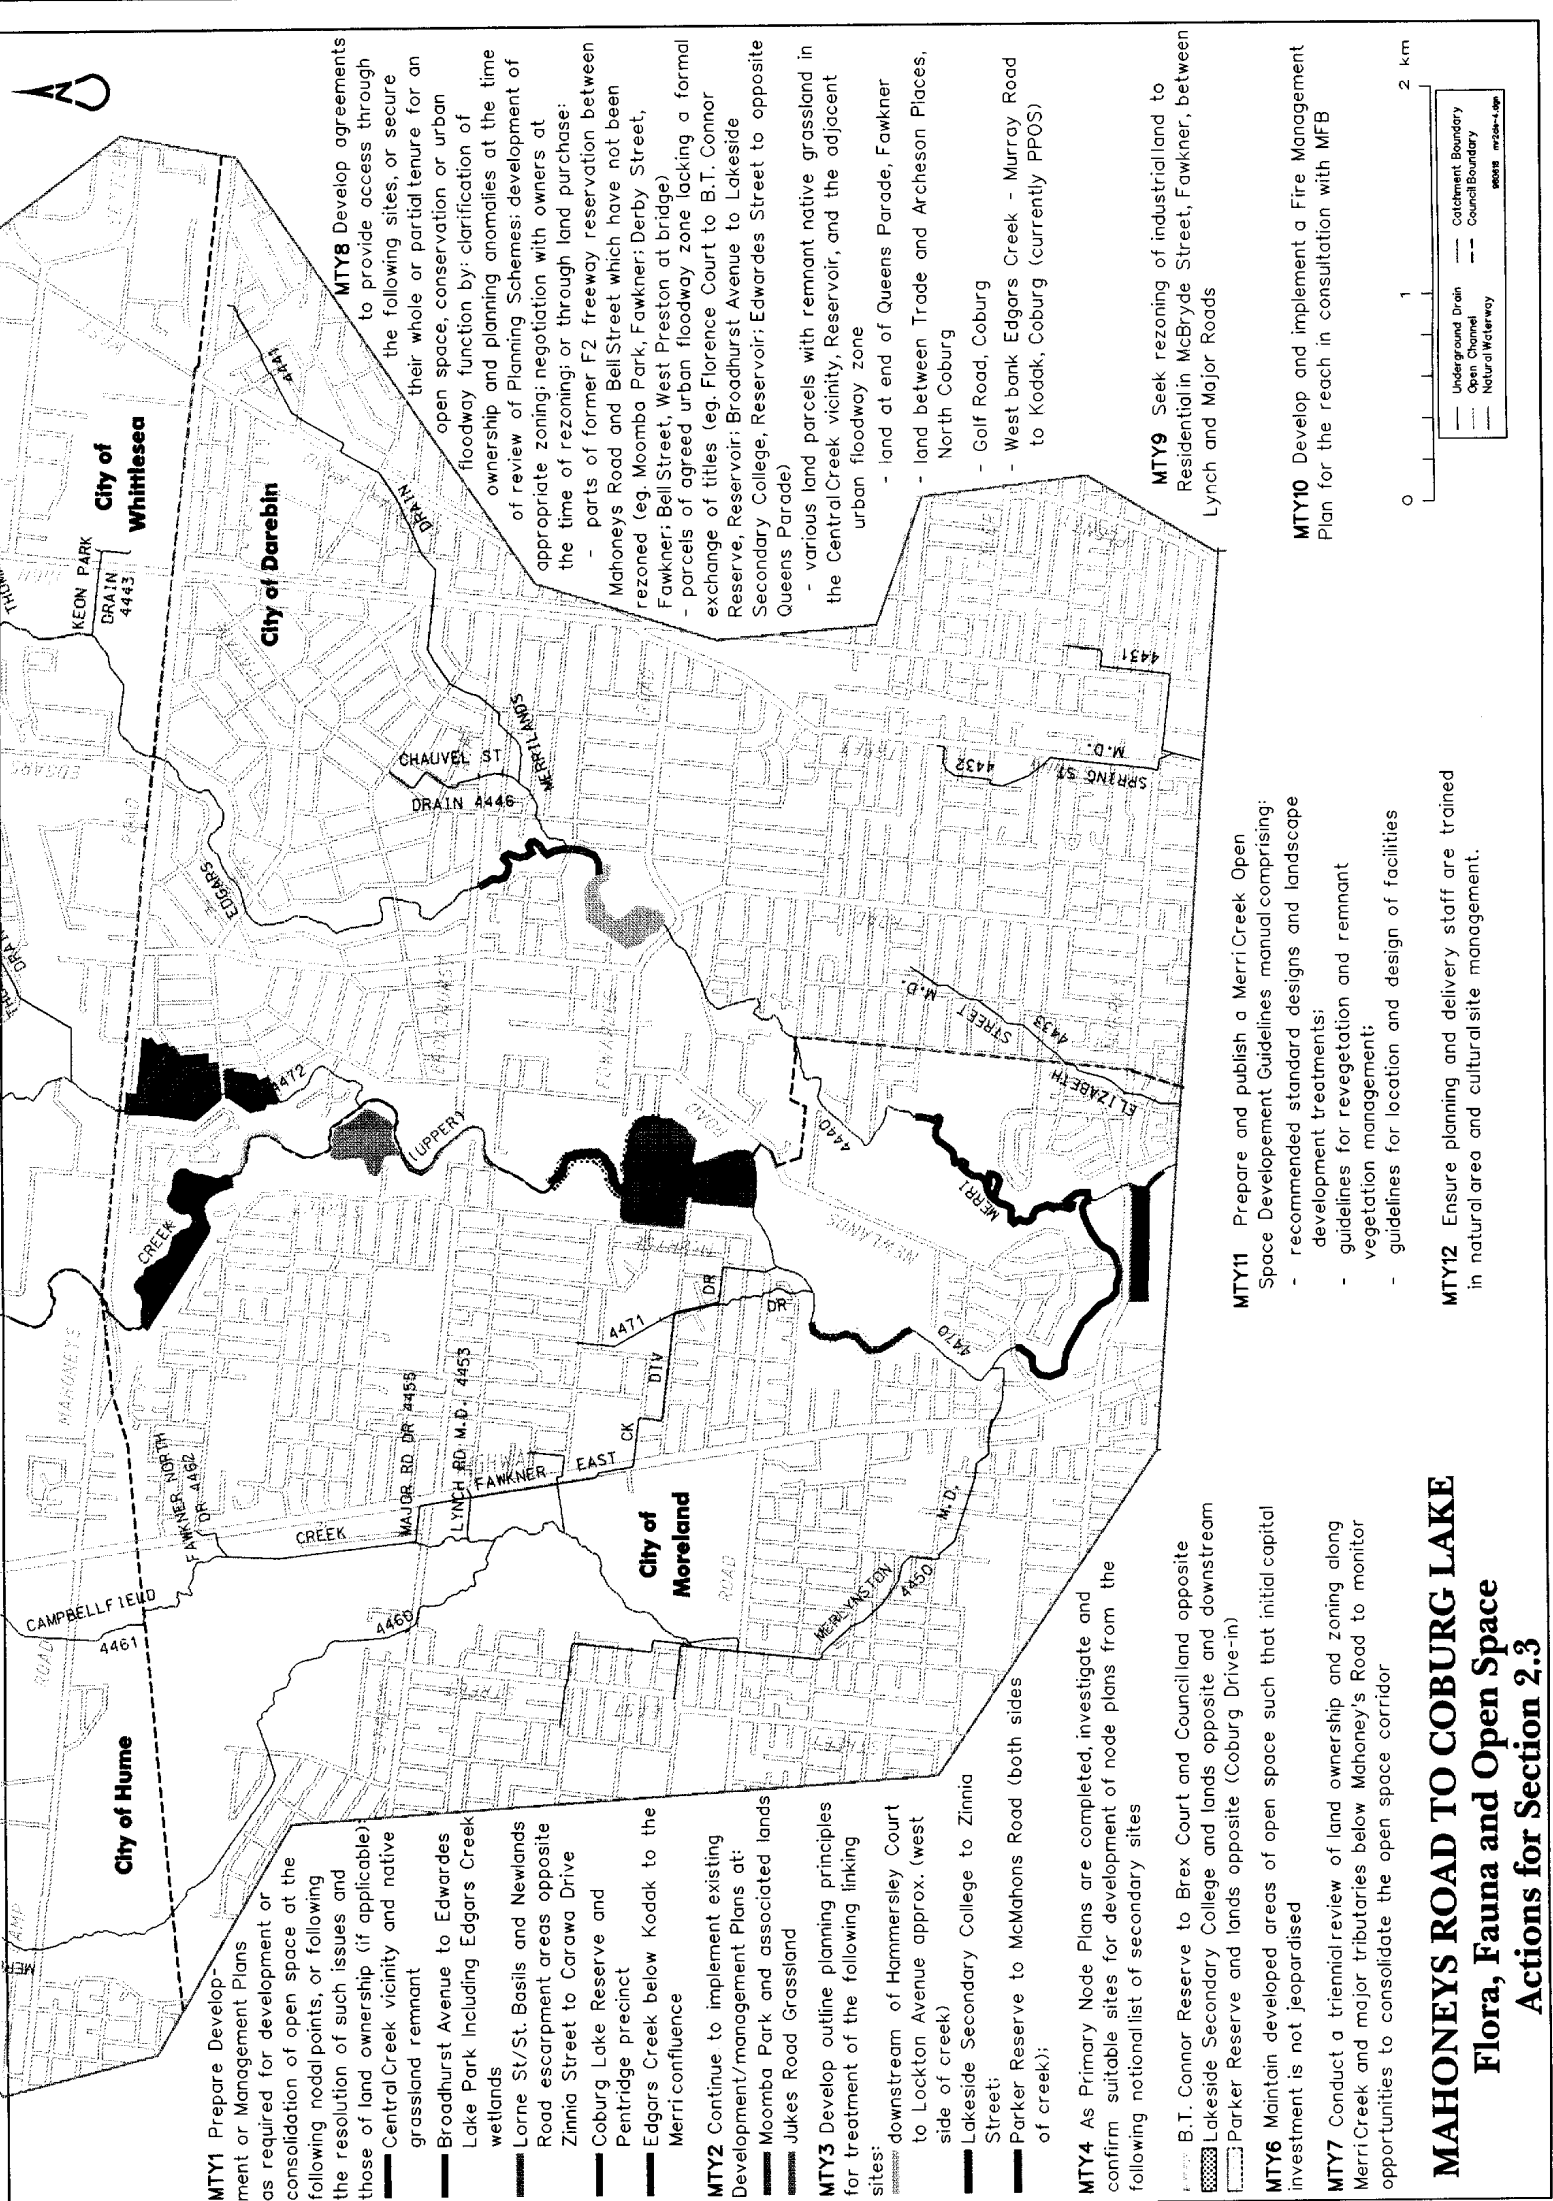 MTY1 Prepare Develop-
ment or Management Plans
as required for development or
consolidation of open space at the
following nodal points, or following
the resolution of such issues and
those of land ownership (if applicable):
Central Creek vicinity and native
grassland remnant
Broadhurst Avenue to Edwardes
Lake Park Including Edgars Creek
wetlands
Lorne St/St. Basils and Newlands
Road escarpment areas opposite
Zinnia Street to Carawa Drive
Coburg Lake Reserve and
Pentridge precinct
Edgars Creek below Kodak to the
Merri confluence
MTY2 Continue to implement existing
Development/management Plans at:
Moomba Park and associated lands
Jukes Road Grassland
MTY3 Develop outline planning principles
for treatment of the following linking
sites:
downstream of Hammersley Court
to Lockton Avenue approx. (west
side of creek)
Lakeside Secondary College to Zinnia
Street;
Parker Reserve to McMahons Road (both sides
of creek);
MTY4 As Primary Node Plans are completed, investigate and
confirm suitable sites for development of node plans from the
following notional list of secondary sites
B.T. Connor Reserve to Brex Court and Council land opposite
Lakeside Secondary College and lands opposite and downstream
Parker Reserve and lands opposite (Coburg Drive-in)
MTY6 Maintain developed areas of open space such that initial capital
investment is not jeopardised
MTY7 Conduct a triennial review of land ownership and zoning along
Merri Creek and major tributaries below Mahoney's Road to monitor
opportunities to consolidate the open space corridor
MAHONEYS ROAD TO COBURG LAKE
Flora, Fauna and Open Space
Actions for Section 2.3
City of Hume
City of
Moreland
City of Darebin
City of
Whittlesea
CAMPBELLFIELD
4461
CREEK
FAWKNER NORTH
DR 4462
MAJOR RD DR 4455
LYNCH RD M.D. 4453
FAWKNER
EAST
CK
DIV
DR
DR
4471
4460
MERLYNSTON
4450
M.D.
4470
CREEK
(UPPER)
4472
MERRI
4440
ELIZABETH
STREET
M.D.
4433
SPRING ST
M.D.
4432
4431
EDGARS
CHAUVEL ST
DRAIN 4446
MERRILANDS
DRAIN
4441
KEON PARK
DRAIN
4443
MAHONEYS
ROAD
ROAD
ROAD
NEWLANDS
ROAD
EDGARS
ROAD
N
MTY8 Develop agreements
to provide access through
the following sites, or secure
their whole or partial tenure for an
open space, conservation or urban
floodway function by: clarification of
ownership and planning anomalies at the time
of review of Planning Schemes; development of
appropriate zoning; negotiation with owners at
the time of rezoning; or through land purchase:
- parts of former F2 freeway reservation between
Mahoneys Road and Bell Street which have not been
rezoned (eg. Moomba Park, Fawkner; Derby Street,
Fawkner; Bell Street, West Preston at bridge)
- parcels of agreed urban floodway zone lacking a formal
exchange of titles (eg. Florence Court to B.T. Connor
Reserve, Reservoir; Broadhurst Avenue to Lakeside
Secondary College, Reservoir; Edwardes Street to opposite
Queens Parade)
- various land parcels with remnant native grassland in
the Central Creek vicinity, Reservoir, and the adjacent
urban floodway zone
- land at end of Queens Parade, Fawkner
- land between Trade and Archeson Places,
North Coburg
- Golf Road, Coburg
- West bank Edgars Creek - Murray Road
to Kodak, Coburg (currently PPOS)
MTY9 Seek rezoning of industrial land to
Residential in McBryde Street, Fawkner, between
Lynch and Major Roads
MTY10 Develop and implement a Fire Management
Plan for the reach in consultation with MFB
MTY11 Prepare and publish a Merri Creek Open
Space Developement Guidelines manual comprising:
- recommended standard designs and landscape
development treatments;
- guidelines for revegetation and remnant
vegetation management;
- guidelines for location and design of facilities
MTY12 Ensure planning and delivery staff are trained
in natural area and cultural site management.
0 1 2 km
Underground Drain
Open Channel
Natural Waterway
Catchment Boundary
Council Boundary